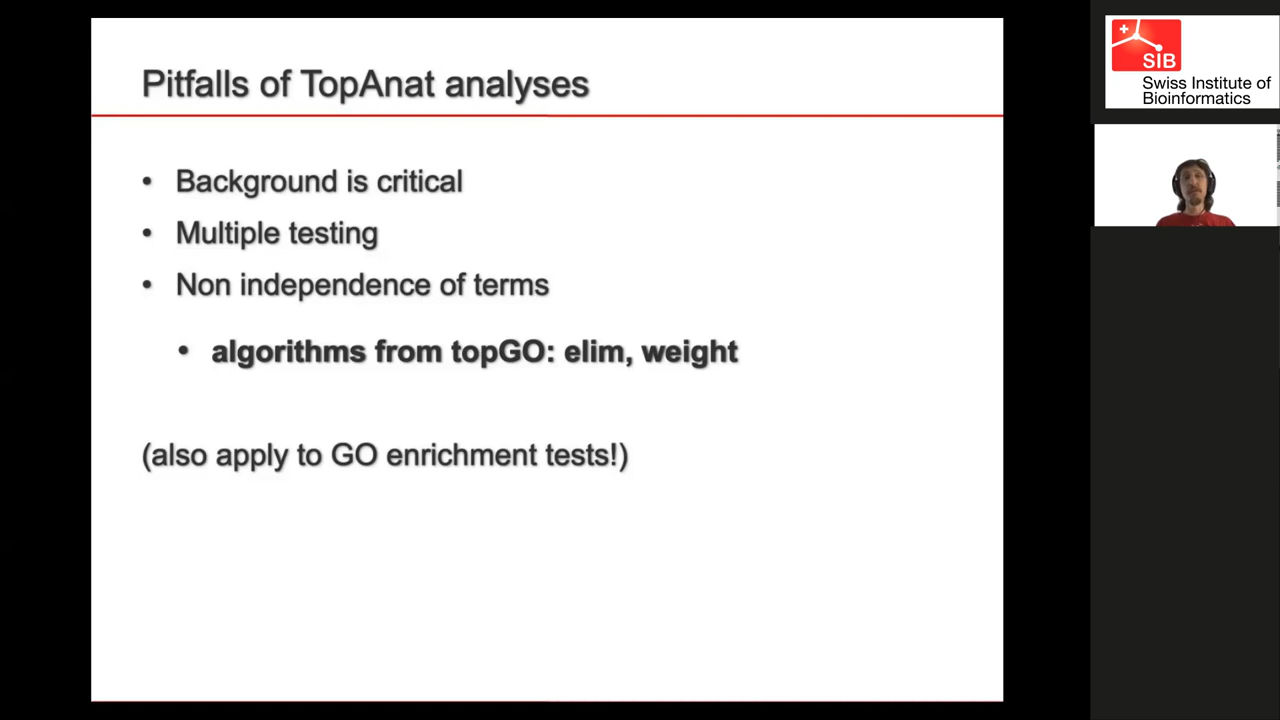 Pitfalls of TopAnat analyses
• Background is critical
• Multiple testing
• Non independence of terms
• algorithms from topGO: elim, weight
(also apply to GO enrichment tests!)
SIB
Swiss Institute of
Bioinformatics